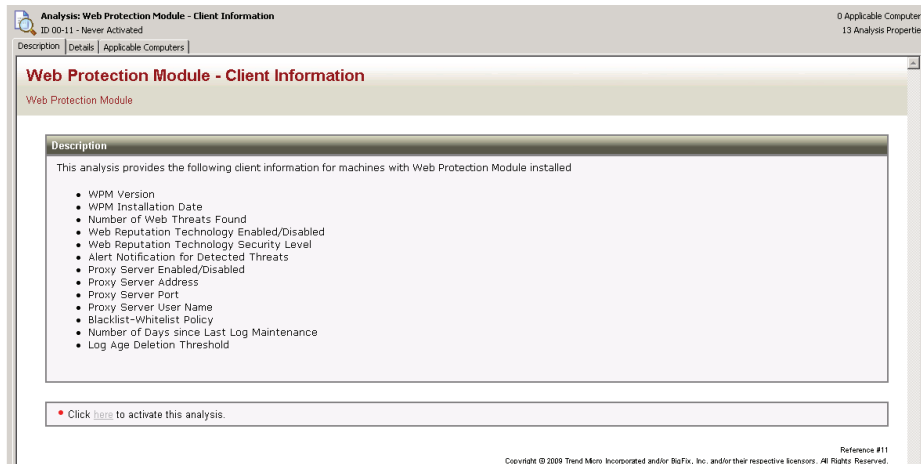 Analysis: Web Protection Module - Client Information
0 Applicable Computer
ID 00-11 - Never Activated
13 Analysis Propertie
Description Details Applicable Computers
Web Protection Module - Client Information
Web Protection Module
Description
This analysis provides the following client information for machines with Web Protection Module installed
• WPM Version
• WPM Installation Date
• Number of Web Threats Found
• Web Reputation Technology Enabled/Disabled
• Web Reputation Technology Security Level
• Alert Notification for Detected Threats
• Proxy Server Enabled/Disabled
• Proxy Server Address
• Proxy Server Port
• Proxy Server User Name
• Blacklist-Whitelist Policy
• Number of Days since Last Log Maintenance
• Log Age Deletion Threshold
• Click here to activate this analysis.
Reference #11
Copyright © 2009 Trend Micro Incorporated and/or BigFix, Inc. and/or their respective licensors. All Rights Reserved.